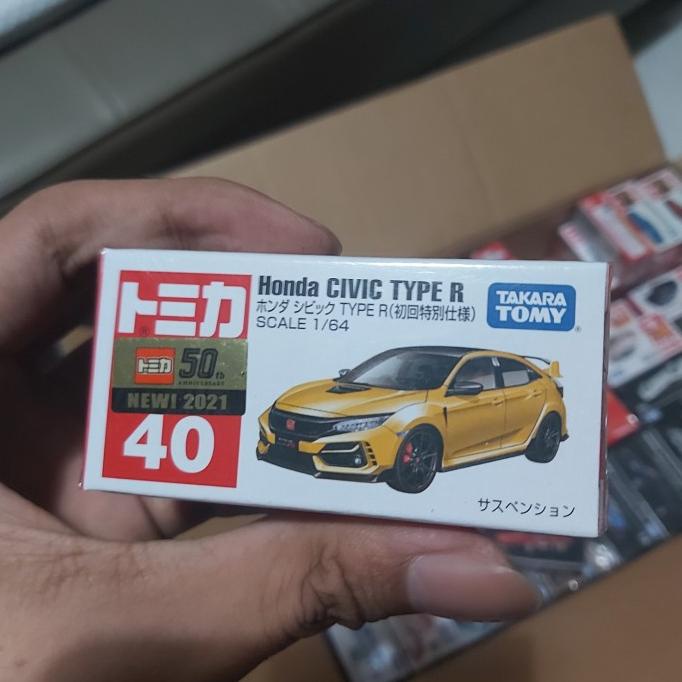 トミカ
トミカ 50th
ANNIVERSARY
NEW! 2021
40
Honda CIVIC TYPE R
ホンダ シビック TYPE R(初回特別仕様)
SCALE 1/64
TAKARA
TOMY
サスペンション